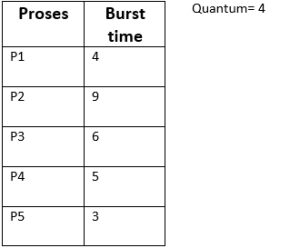 Proses Burst time Quantum= 4
P1 4
P2 9
P3 6
P4 5
P5 3